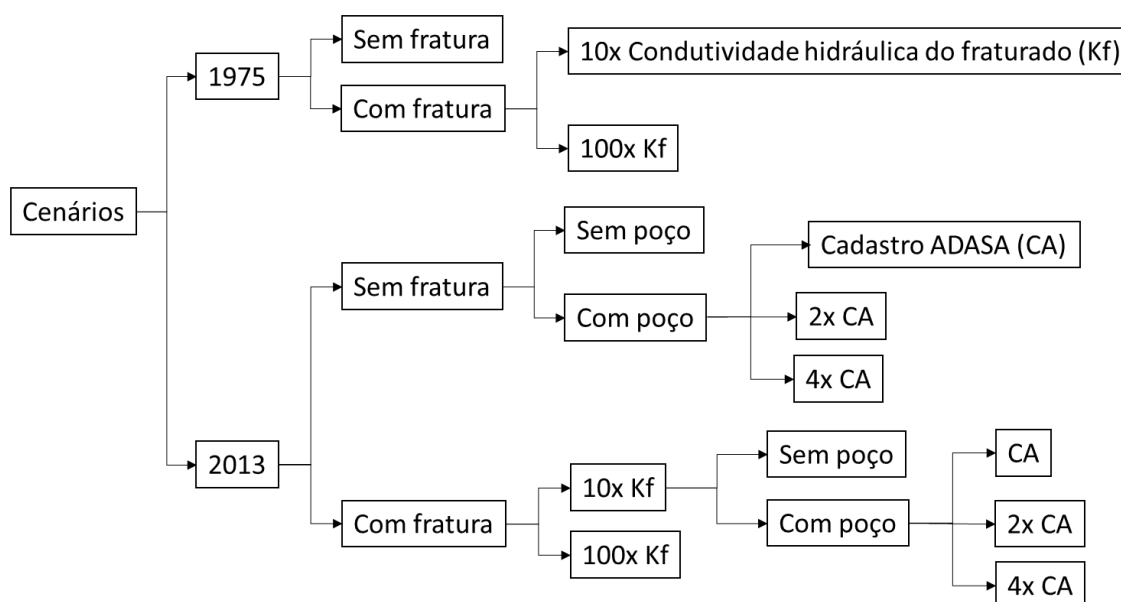 Cenários
1975
Sem fratura
Com fratura
10x Condutividade hidráulica do fraturado (Kf)
100x Kf
2013
Sem fratura
Sem poço
Com poço
Cadastro ADASA (CA)
2x CA
4x CA
Com fratura
10x Kf
Sem poço
Com poço
CA
2x CA
4x CA
100x Kf